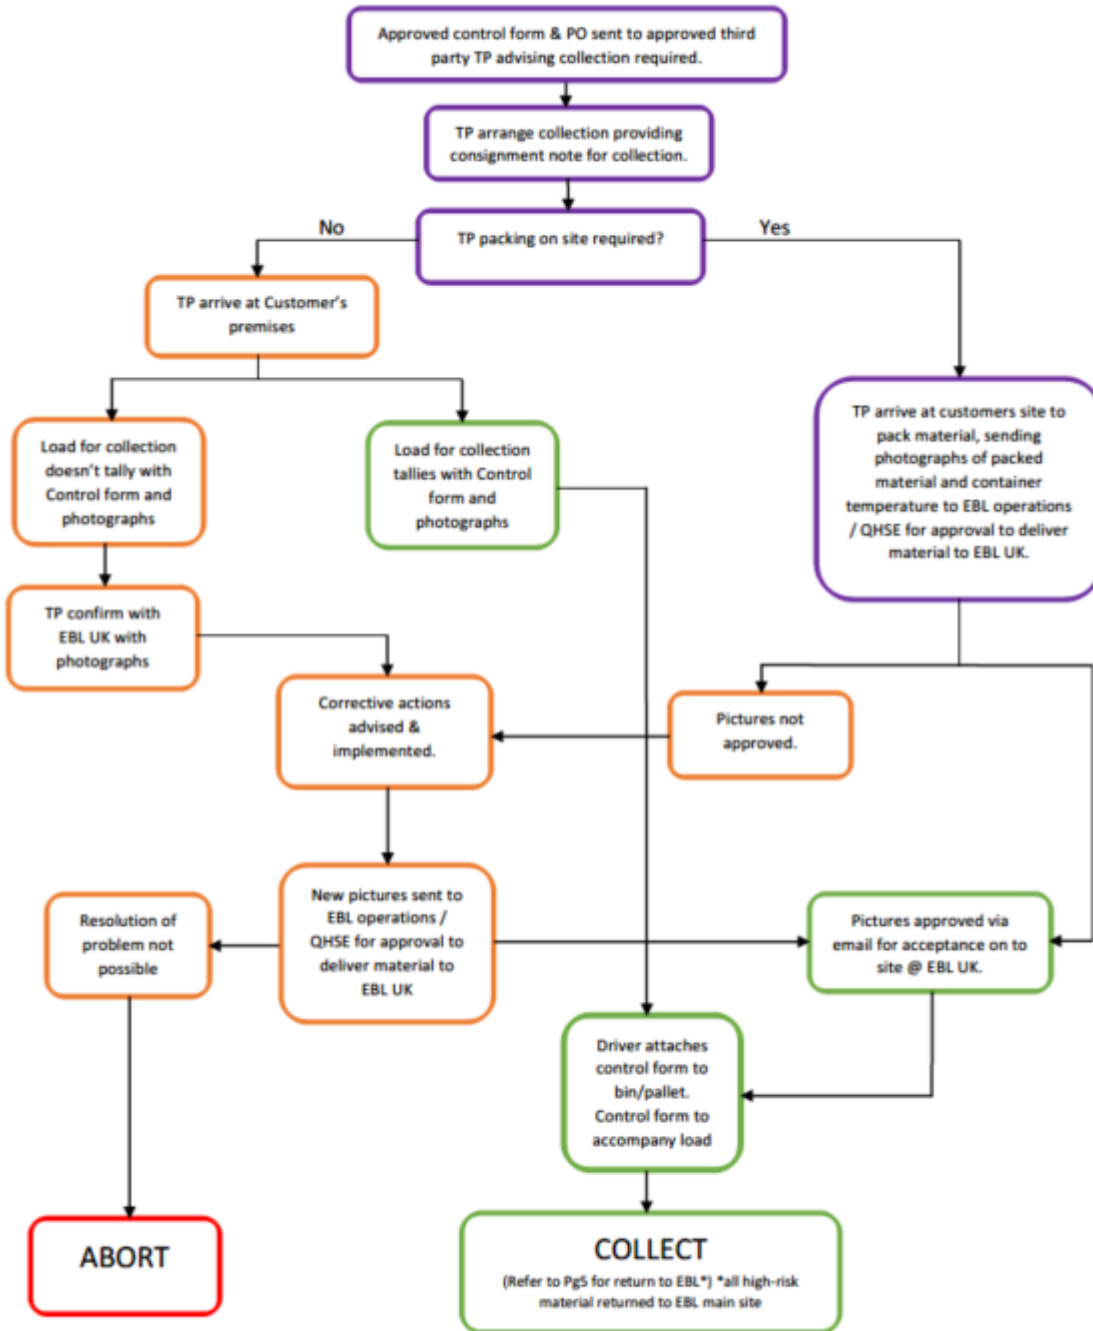 Approved control form & PO sent to approved third
party TP advising collection required.
TP arrange collection providing
consignment note for collection.
No
TP packing on site required?
Yes
TP arrive at Customer's
premises
Load for collection
doesn't tally with
Control form and
photographs
Load for collection
tallies with Control
form and
photographs
TP arrive at customers site to
pack material, sending
photographs of packed
material and container
temperature to EBL operations
/ QHSE for approval to deliver
material to EBL UK.
TP confirm with
EBL UK with
photographs
Corrective actions
advised &
implemented.
Pictures not
approved.
Resolution of
problem not
possible
New pictures sent to
EBL operations /
QHSE for approval to
deliver material to
EBL UK
Pictures approved via
email for acceptance on to
site @ EBL UK.
Driver attaches
control form to
bin/pallet.
Control form to
accompany load
ABORT
COLLECT
(Refer to Pg5 for return to EBL*) *all high-risk
material returned to EBL main site